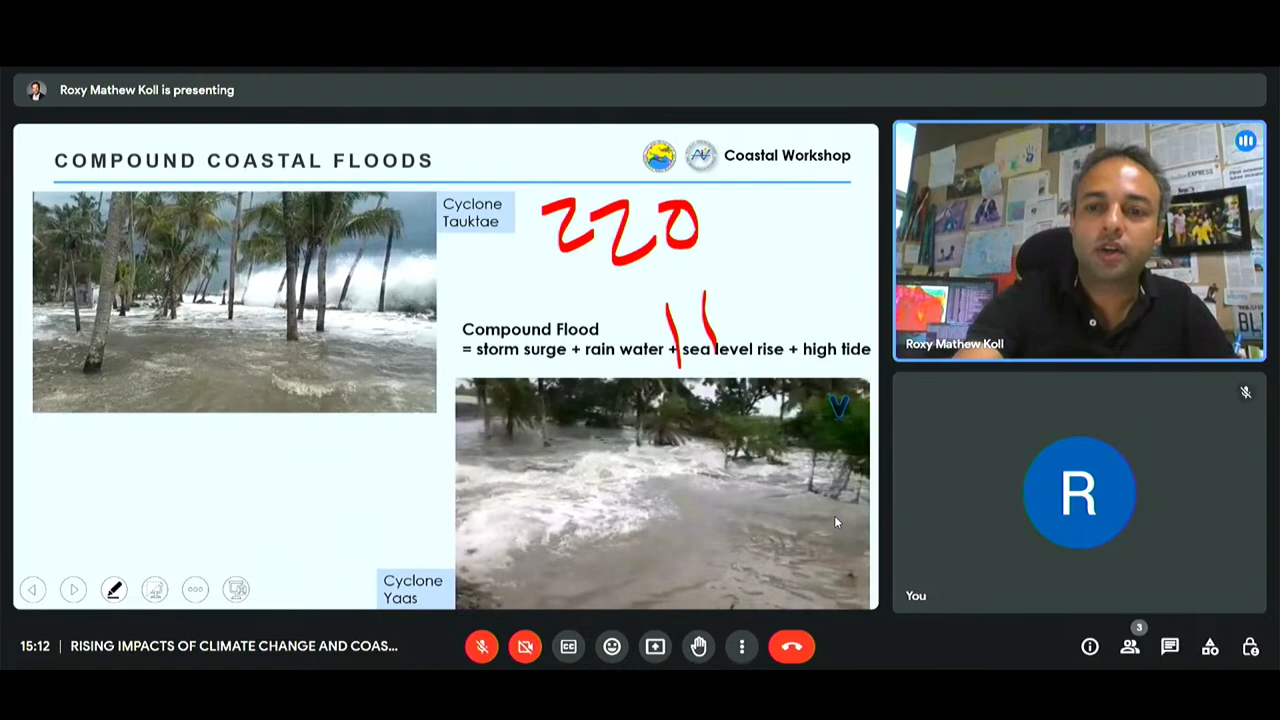 Roxy Mathew Koll is presenting
COMPOUND COASTAL FLOODS
Coastal Workshop
Cyclone
Tauktae
220
11
Compound Flood
= storm surge + rain water + sea level rise + high tide
Cyclone
Yaas
Roxy Mathew Koll
R
You
15:12 | RISING IMPACTS OF CLIMATE CHANGE AND COAS...
CC
3